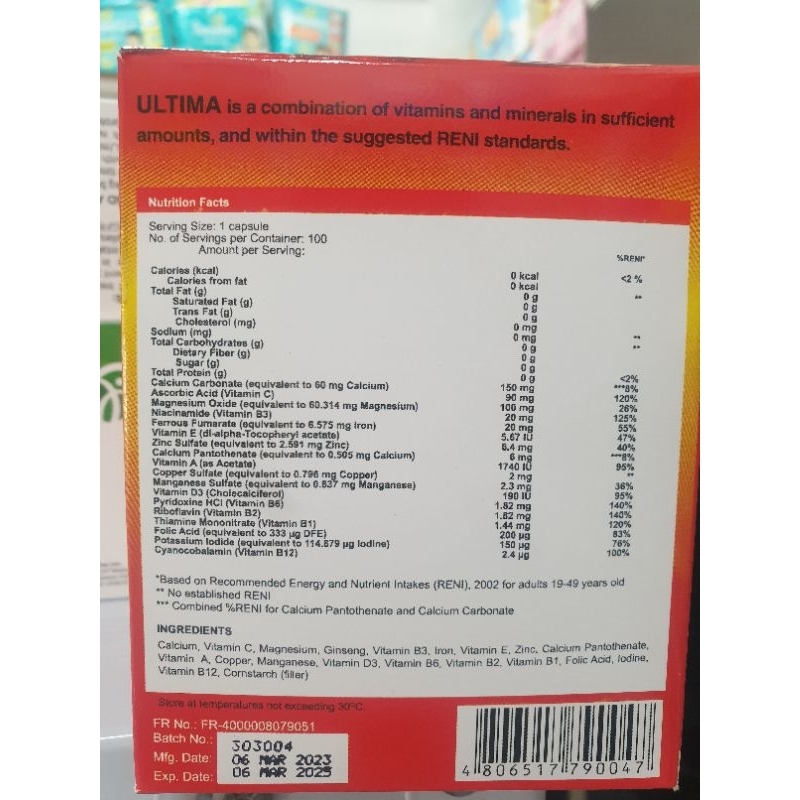 ULTIMA is a combination of vitamins and minerals in sufficient
amounts, and within the suggested RENI standards.
Nutrition Facts
Serving Size: 1 capsule
No. of Servings per Container: 100
Amount per Serving:
%RENI*
Calories (kcal) 0 kcal <2 %
Calories from fat 0 kcal
Total Fat (g) 0 g **
Saturated Fat (g) 0 g
Trans Fat (g) 0 g
Cholesterol (mg) 0 mg
Sodium (mg) 0 mg **
Total Carbohydrates (g) 0 g **
Dietary Fiber (g) 0 g
Sugar (g) 0 g
Total Protein (g) 0 g <2%
Calcium Carbonate (equivalent to 60 mg Calcium) 150 mg ***8%
Ascorbic Acid (Vitamin C) 90 mg 120%
Magnesium Oxide (equivalent to 60.314 mg Magnesium) 100 mg 26%
Niacinamide (Vitamin B3) 20 mg 125%
Ferrous Fumarate (equivalent to 6.575 mg Iron) 20 mg 55%
Vitamin E (dl-alpha-Tocopheryl acetate) 5.67 IU 47%
Zinc Sulfate (equivalent to 2.591 mg Zinc) 6.4 mg 40%
Calcium Pantothenate (equivalent to 0.505 mg Calcium) 6 mg ***8%
Vitamin A (as Acetate) 1740 IU 95%
Copper Sulfate (equivalent to 0.796 mg Copper) 2 mg **
Manganese Sulfate (equivalent to 0.837 mg Manganese) 2.3 mg 36%
Vitamin D3 (Cholecalciferol) 190 IU 95%
Pyridoxine HCl (Vitamin B6) 1.82 mg 140%
Riboflavin (Vitamin B2) 1.82 mg 140%
Thiamine Mononitrate (Vitamin B1) 1.44 mg 120%
Folic Acid (equivalent to 333 µg DFE) 200 µg 83%
Potassium Iodide (equivalent to 114.679 µg Iodine) 150 µg 76%
Cyanocobalamin (Vitamin B12) 2.4 µg 100%
*Based on Recommended Energy and Nutrient Intakes (RENI), 2002 for adults 19-49 years old
** No established RENI
*** Combined %RENI for Calcium Pantothenate and Calcium Carbonate
INGREDIENTS
Calcium, Vitamin C, Magnesium, Ginseng, Vitamin B3, Iron, Vitamin E, Zinc, Calcium Pantothenate,
Vitamin A, Copper, Manganese, Vitamin D3, Vitamin B6, Vitamin B2, Vitamin B1, Folic Acid, Iodine,
Vitamin B12, Cornstarch (filler)
Store at temperatures not exceeding 30°C.
FR No.: FR-4000008079051
Batch No.: 303004
Mfg. Date: 06 MAR 2023
Exp. Date: 06 MAR 2025
4 806517 790047